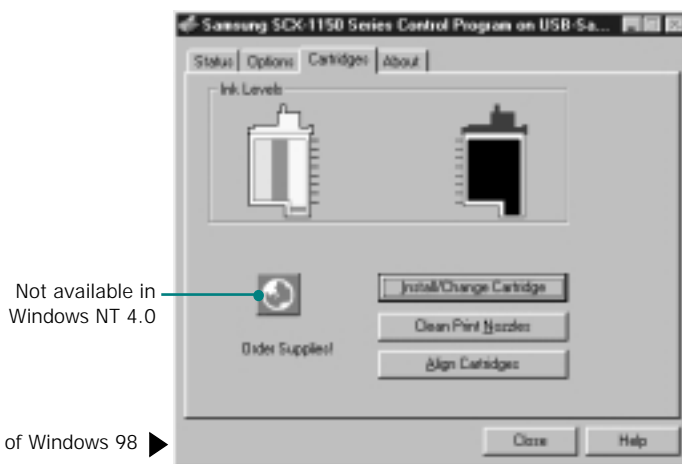 Samsung SCX-1150 Series Control Program on USB-Sa...
Status Options Cartridges About
Ink Levels
Not available in
Windows NT 4.0
Order Supplies!
Install/Change Cartridge
Clean Print Nozzles
Align Cartridges
of Windows 98
Close Help